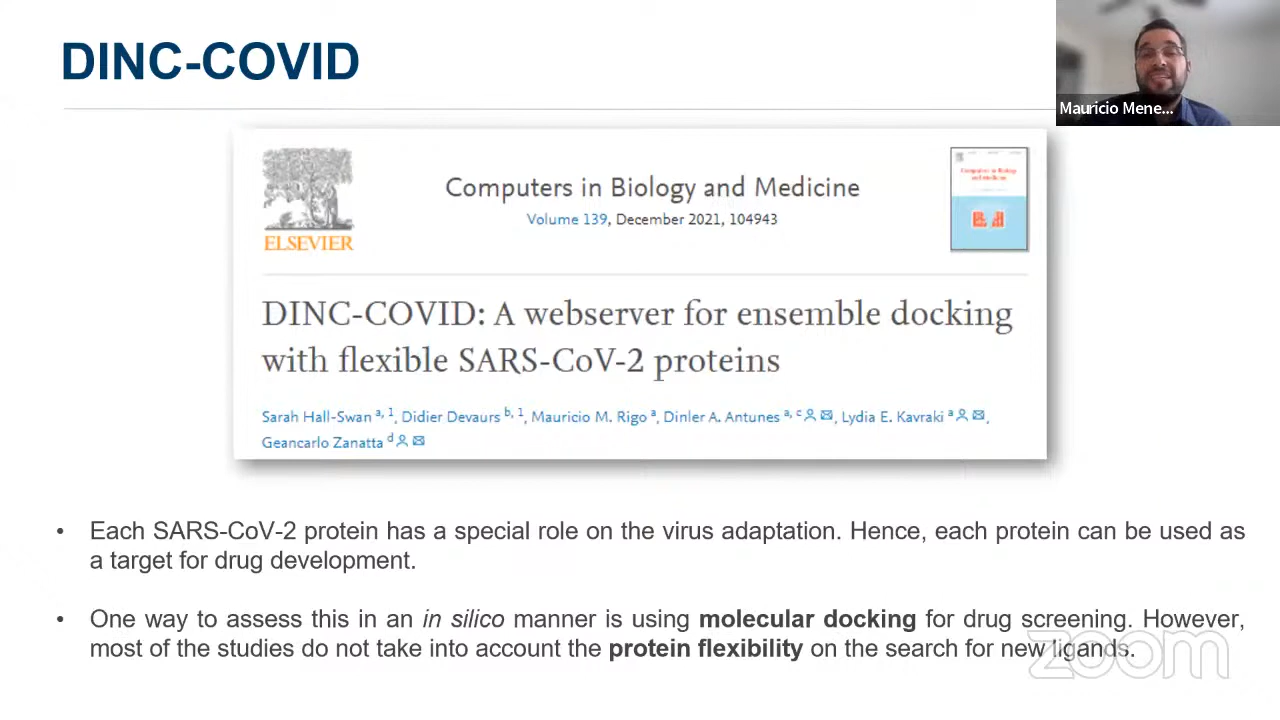 DINC-COVID
Mauricio Mene...
ELSEVIER
Computers in Biology and Medicine
Volume 139, December 2021, 104943
Computers in Biology
and Medicine
DINC-COVID: A webserver for ensemble docking
with flexible SARS-CoV-2 proteins
Sarah Hall-Swan a, 1, Didier Devaurs b, 1, Mauricio M. Rigo a, Dinler A. Antunes a, c, Lydia E. Kavraki a,
Geancarlo Zanatta d
• Each SARS-CoV-2 protein has a special role on the virus adaptation. Hence, each protein can be used as
a target for drug development.
• One way to assess this in an in silico manner is using molecular docking for drug screening. However,
most of the studies do not take into account the protein flexibility on the search for new ligands.
zoom